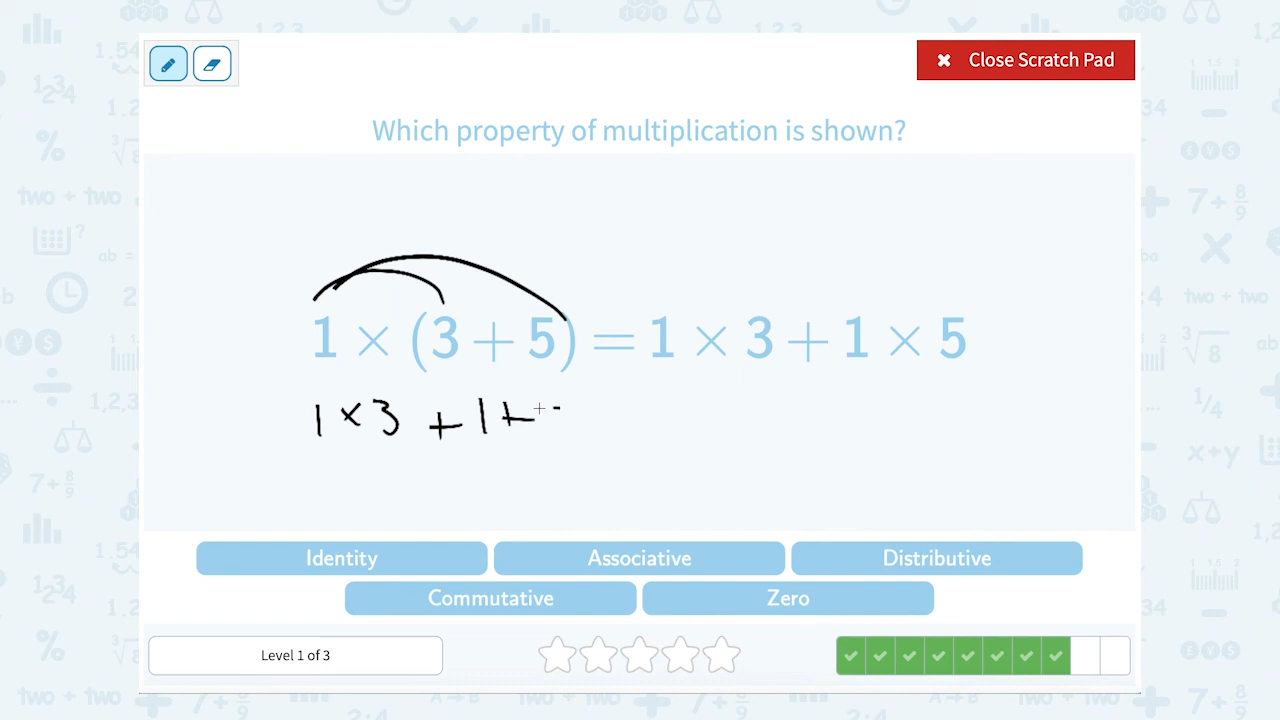 Close Scratch Pad
Which property of multiplication is shown?
1 × (3 + 5) = 1 × 3 + 1 × 5
1 × 3 + 1 +
Identity
Associative
Distributive
Commutative
Zero
Level 1 of 3